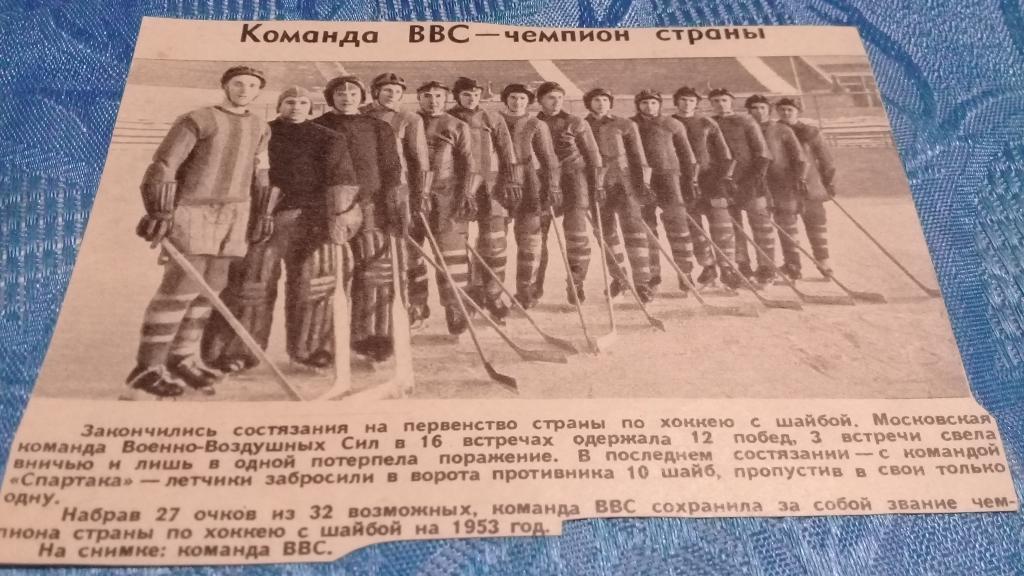 Команда ВВС — чемпион страны
Закончились состязания на первенство страны по хоккею с шайбой. Московская
команда Военно-Воздушных Сил в 16 встречах одержала 12 побед, 3 встречи свела
вничью и лишь в одной потерпела поражение. В последнем состязании — с командой
«Спартака» — летчики забросили в ворота противника 10 шайб, пропустив в свои только
одну.
Набрав 27 очков из 32 возможных, команда ВВС сохранила за собой звание чем-
пиона страны по хоккею с шайбой на 1953 год.
На снимке: команда ВВС.